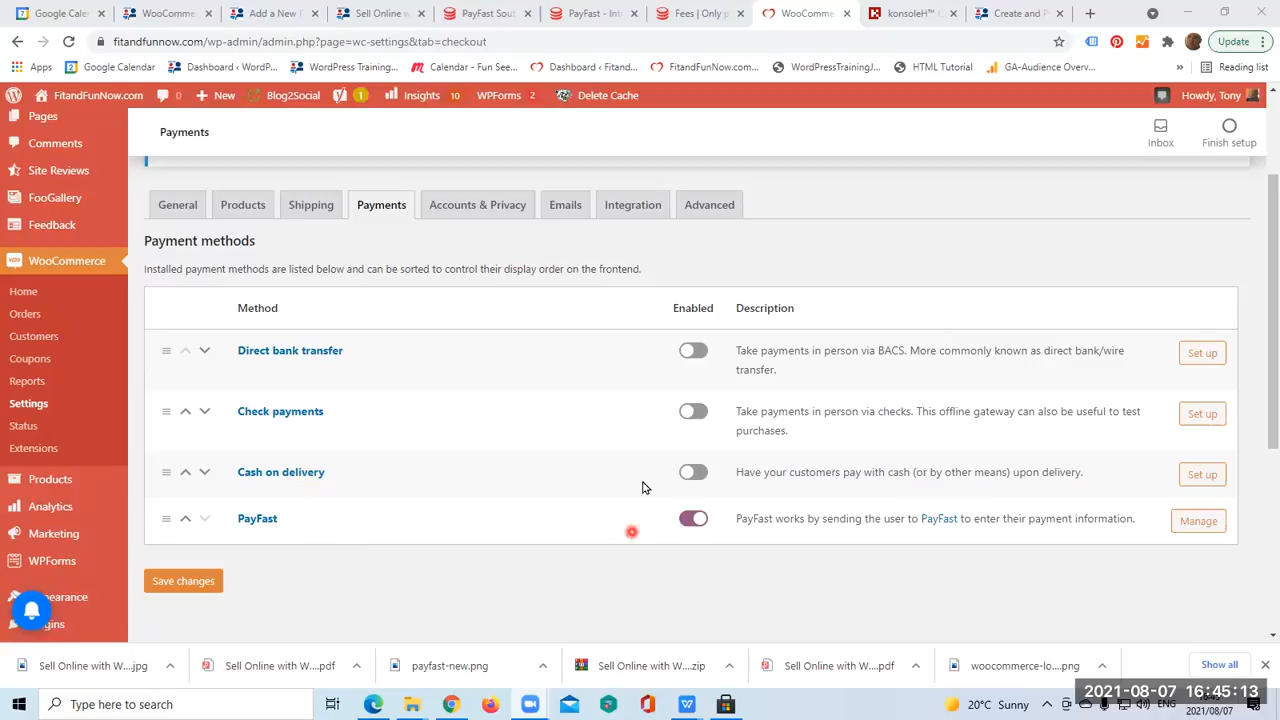 Google Cale
WooComme
Add a New P
Sell Online w
PayFast Sout
PayFast - Int
Fees | Only p
WooComme
konsoleH™ L
Create and P
fitandfunnow.com/wp-admin/admin.php?page=wc-settings&tab=checkout
Update
Apps
Google Calendar
Dashboard ‹ WordP...
WordPress Training...
Calendar - Fun See...
Dashboard ‹ Fitand...
FitandFunNow.com...
WordPressTrainingJ...
HTML Tutorial
GA-Audience Overv...
»
Reading list
FitandFunNow.com
0
New
Blog2Social
1
Insights
10
WPForms
2
Delete Cache
Howdy, Tony
Pages
Comments
Site Reviews
FooGallery
Feedback
WooCommerce
Home
Orders
Customers
Coupons
Reports
Settings
Status
Extensions
Products
Analytics
Marketing
WPForms
pearance
gins
Payments
Inbox
Finish setup
General
Products
Shipping
Payments
Accounts & Privacy
Emails
Integration
Advanced
Payment methods
Installed payment methods are listed below and can be sorted to control their display order on the frontend.
Method
Enabled
Description
Direct bank transfer
Take payments in person via BACS. More commonly known as direct bank/wire
transfer.
Set up
Check payments
Take payments in person via checks. This offline gateway can also be useful to test
purchases.
Set up
Cash on delivery
Have your customers pay with cash (or by other means) upon delivery.
Set up
PayFast
PayFast works by sending the user to PayFast to enter their payment information.
Manage
Save changes
Sell Online with W....jpg
Sell Online with W....pdf
payfast-new.png
Sell Online with W....zip
Sell Online with W....pdf
woocommerce-lo....png
Show all
Type here to search
20°C Sunny
ENG
2021-08-07 16:45:13
2021/08/07